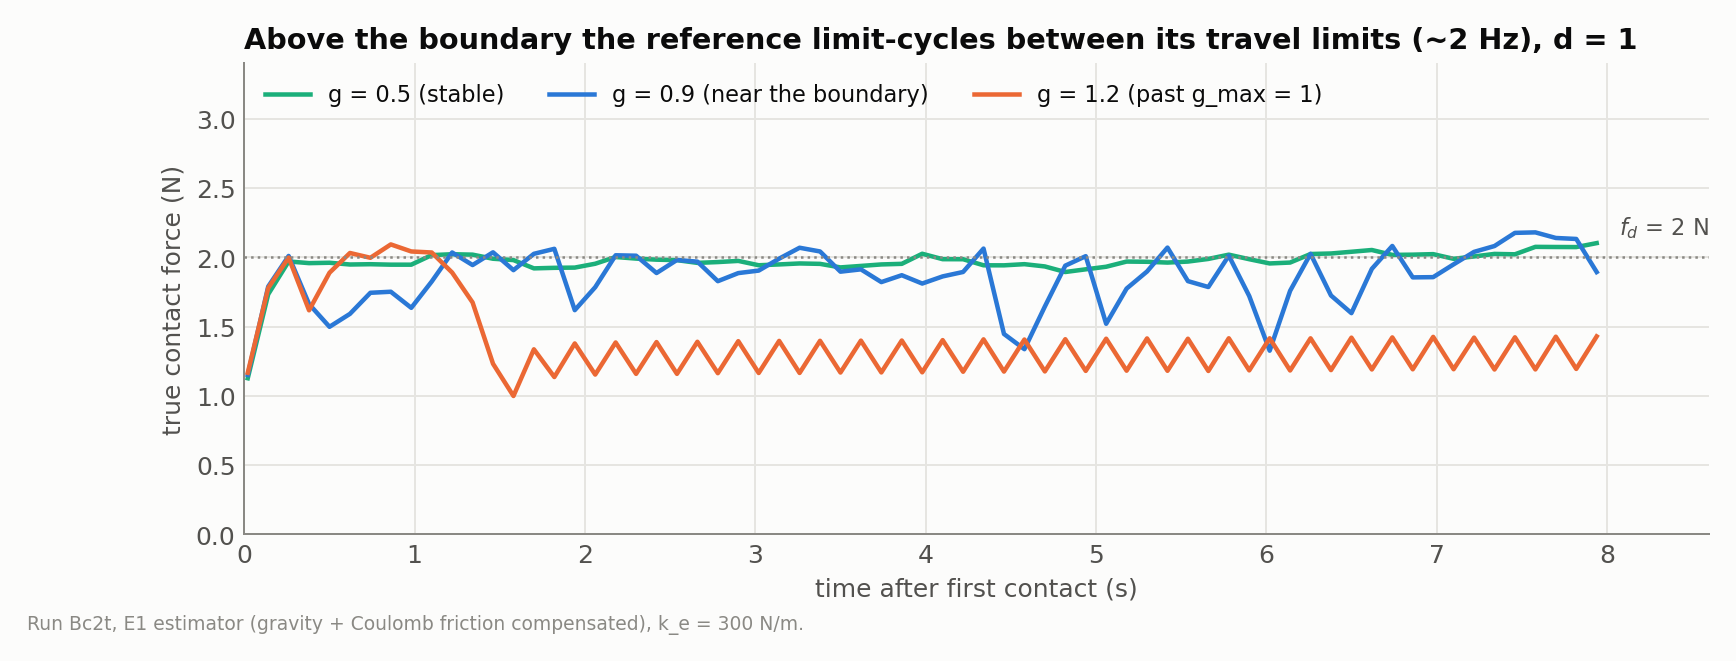 Above the boundary the reference limit-cycles between its travel limits (~2 Hz), d = 1
g = 0.5 (stable)
g = 0.9 (near the boundary)
g = 1.2 (past g_max = 1)
true contact force (N)
3.0
2.5
2.0
1.5
1.0
0.5
0.0
f_d = 2 N
0
1
2
3
4
5
6
7
8
time after first contact (s)
Run Bc2t, E1 estimator (gravity + Coulomb friction compensated), k_e = 300 N/m.